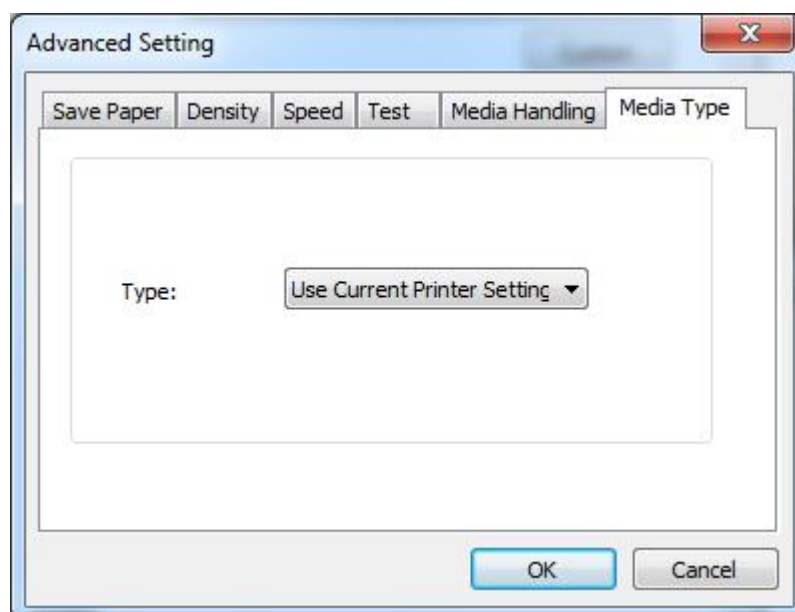 Advanced Setting
Save Paper Density Speed Test Media Handling Media Type
Type: Use Current Printer Setting
OK Cancel